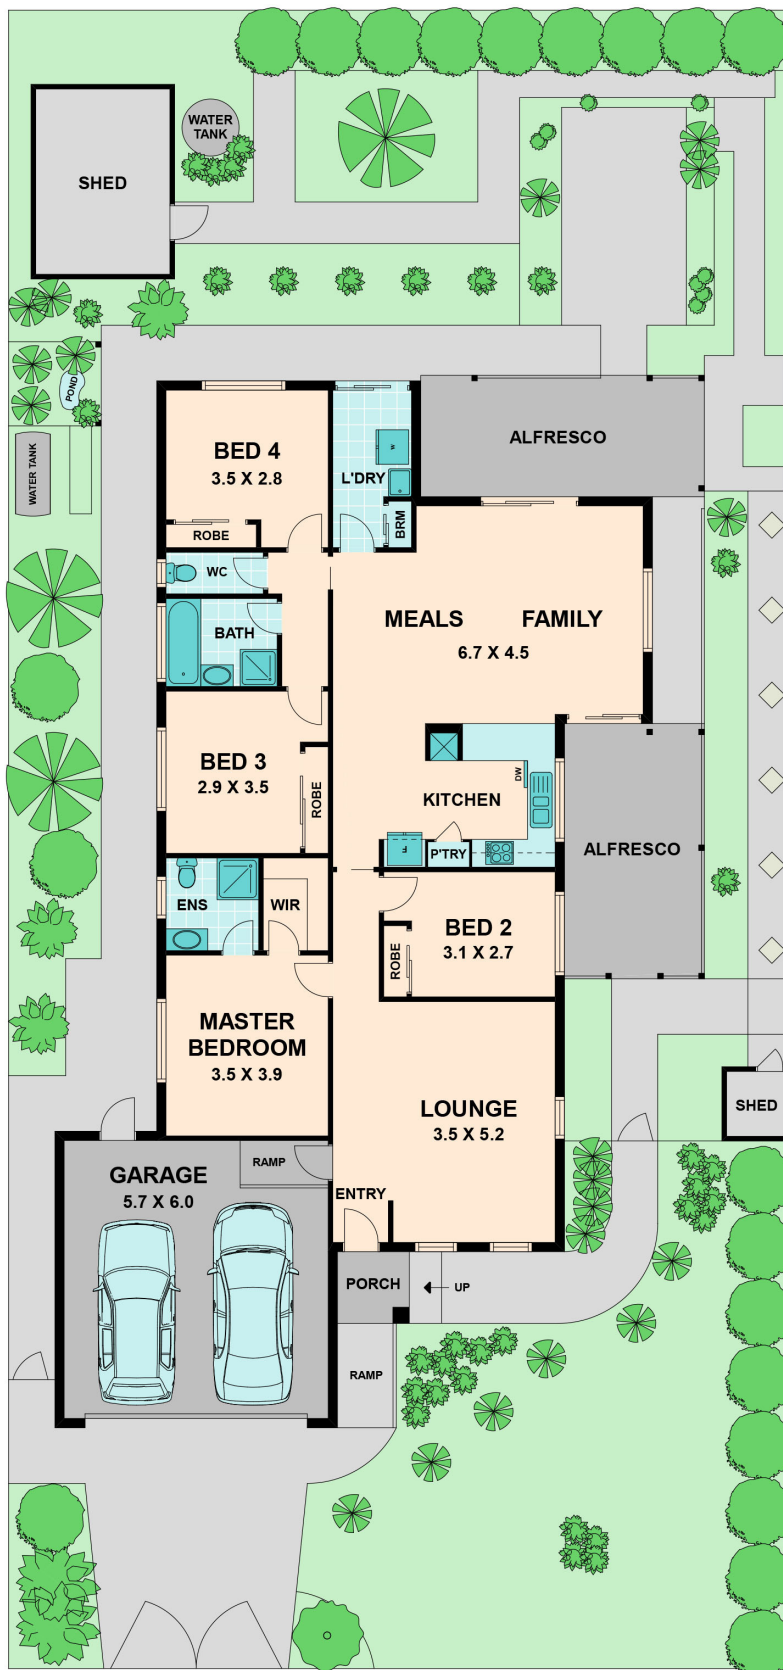 WATER
TANK
SHED
POND
WATER TANK
BED 4
3.5 X 2.8
ROBE
L'DRY
W
BRM
ALFRESCO
WC
BATH
MEALS
FAMILY
6.7 X 4.5
BED 3
2.9 X 3.5
ROBE
KITCHEN
DW
F
P'TRY
ALFRESCO
ENS
WIR
BED 2
3.1 X 2.7
ROBE
MASTER
BEDROOM
3.5 X 3.9
LOUNGE
3.5 X 5.2
SHED
GARAGE
5.7 X 6.0
RAMP
ENTRY
PORCH
UP
RAMP